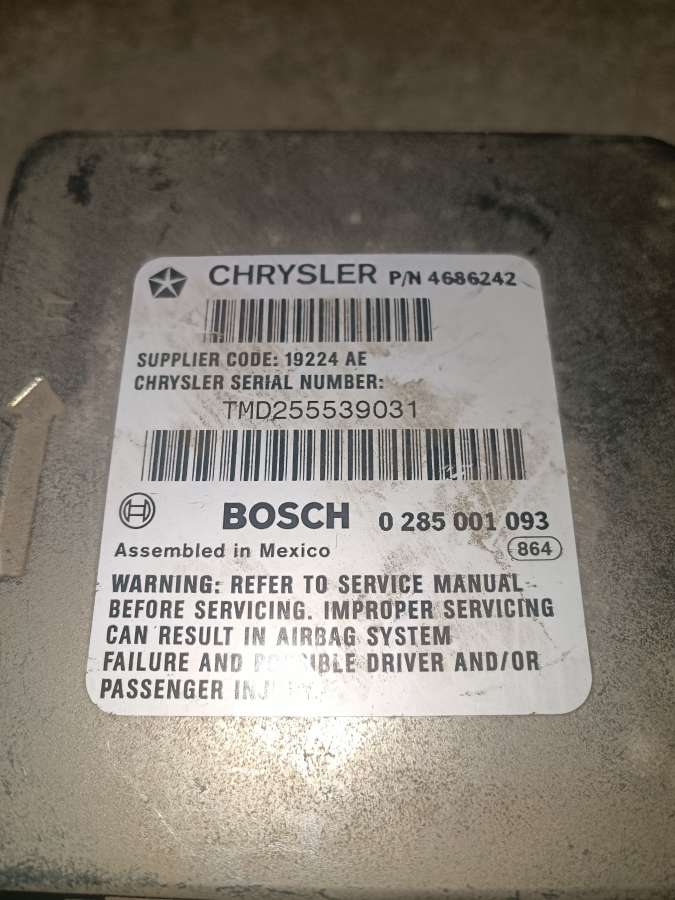 CHRYSLER P/N 4686242
SUPPLIER CODE: 19224 AE
CHRYSLER SERIAL NUMBER:
TMD255539031
BOSCH 0 285 001 093
Assembled in Mexico 864
WARNING: REFER TO SERVICE MANUAL
BEFORE SERVICING. IMPROPER SERVICING
CAN RESULT IN AIRBAG SYSTEM
FAILURE AND DRIVER AND/OR
PASSENGER